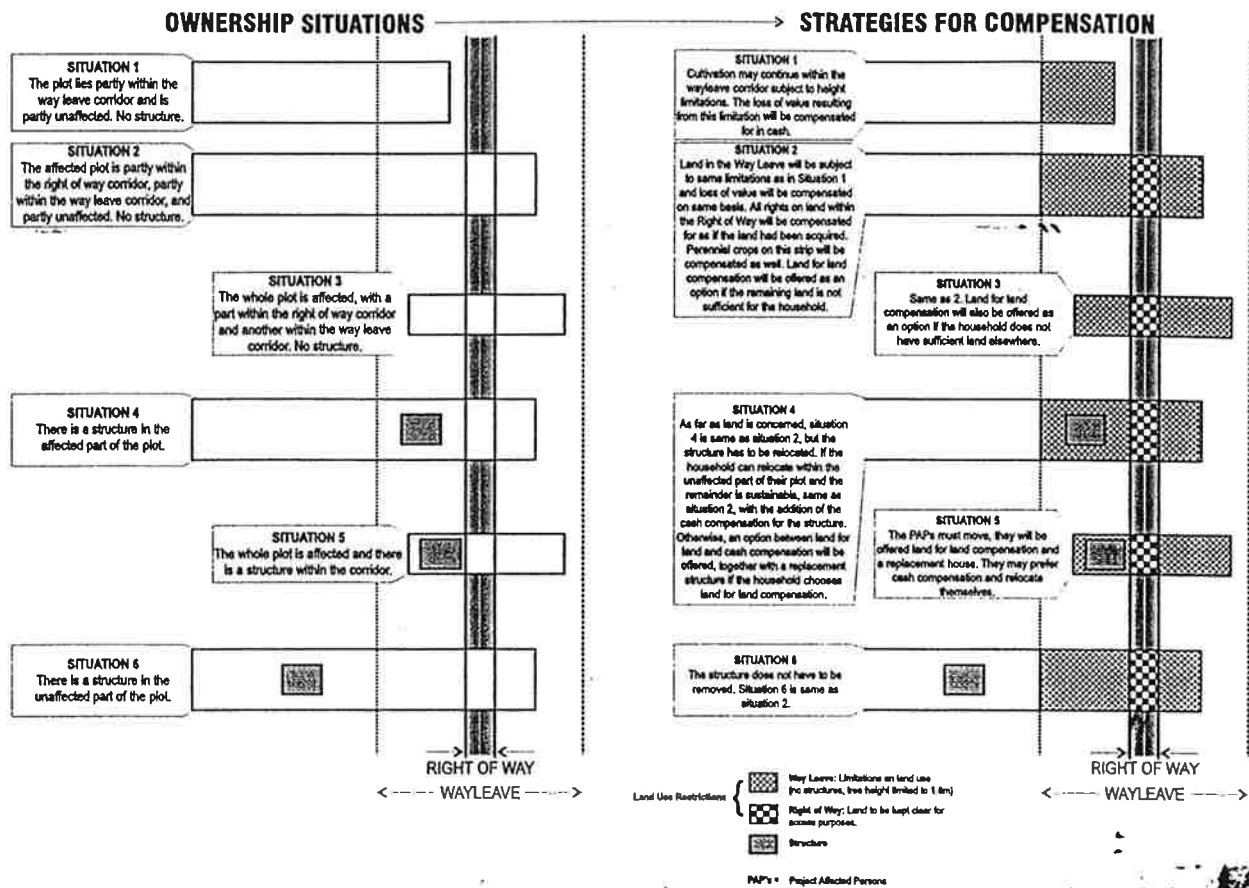 OWNERSHIP SITUATIONS
STRATEGIES FOR COMPENSATION
SITUATION 1
The plot lies partly within the
way leave corridor and is
partly unaffected. No structure.
SITUATION 2
The affected plot is partly within
the right of way corridor, partly
within the way leave corridor, and
partly unaffected. No structure.
SITUATION 3
The whole plot is affected, with a
part within the right of way corridor
and another within the way leave
corridor. No structure.
SITUATION 4
There is a structure in the
affected part of the plot.
SITUATION 5
The whole plot is affected and there
is a structure within the corridor.
SITUATION 6
There is a structure in the
unaffected part of the plot.
RIGHT OF WAY
WAYLEAVE
SITUATION 1
Cultivation may continue within the
wayleave corridor subject to height
limitations. The loss of value resulting
from this limitation will be compensated
for in cash.
SITUATION 2
Land in the Way Leave will be subject
to same limitations as in Situation 1
and loss of value will be compensated
on same basis. All rights on land within
the Right of Way will be compensated
for as if the land had been acquired.
Perennial crops on this strip will be
compensated as well. Land for land
compensation will be offered as an
option if the remaining land is not
sufficient for the household.
SITUATION 3
Same as 2. Land for land
compensation will also be offered as
an option if the household does not
have sufficient land elsewhere.
SITUATION 4
As far as land is concerned, situation
4 is same as situation 2, but the
structure has to be relocated. If the
household can relocate within the
unaffected part of their plot and the
remainder is sustainable, same as
situation 2, with the addition of the
cash compensation for the structure.
Otherwise, an option between land for
land and cash compensation will be
offered, together with a replacement
structure if the household chooses
land for land compensation.
SITUATION 5
The PAPs must move, they will be
offered land for land compensation and
a replacement house. They may prefer
cash compensation and relocate
themselves.
SITUATION 6
The structure does not have to be
removed. Situation 6 is same as
situation 2.
RIGHT OF WAY
WAYLEAVE
Land Use Restrictions
Way Leave: Limitations on land use
(no structures, tree height limited to 1.8m)
Right of Way: Land to be kept clear for
access purposes.
Structure
PAP's = Project Affected Persons